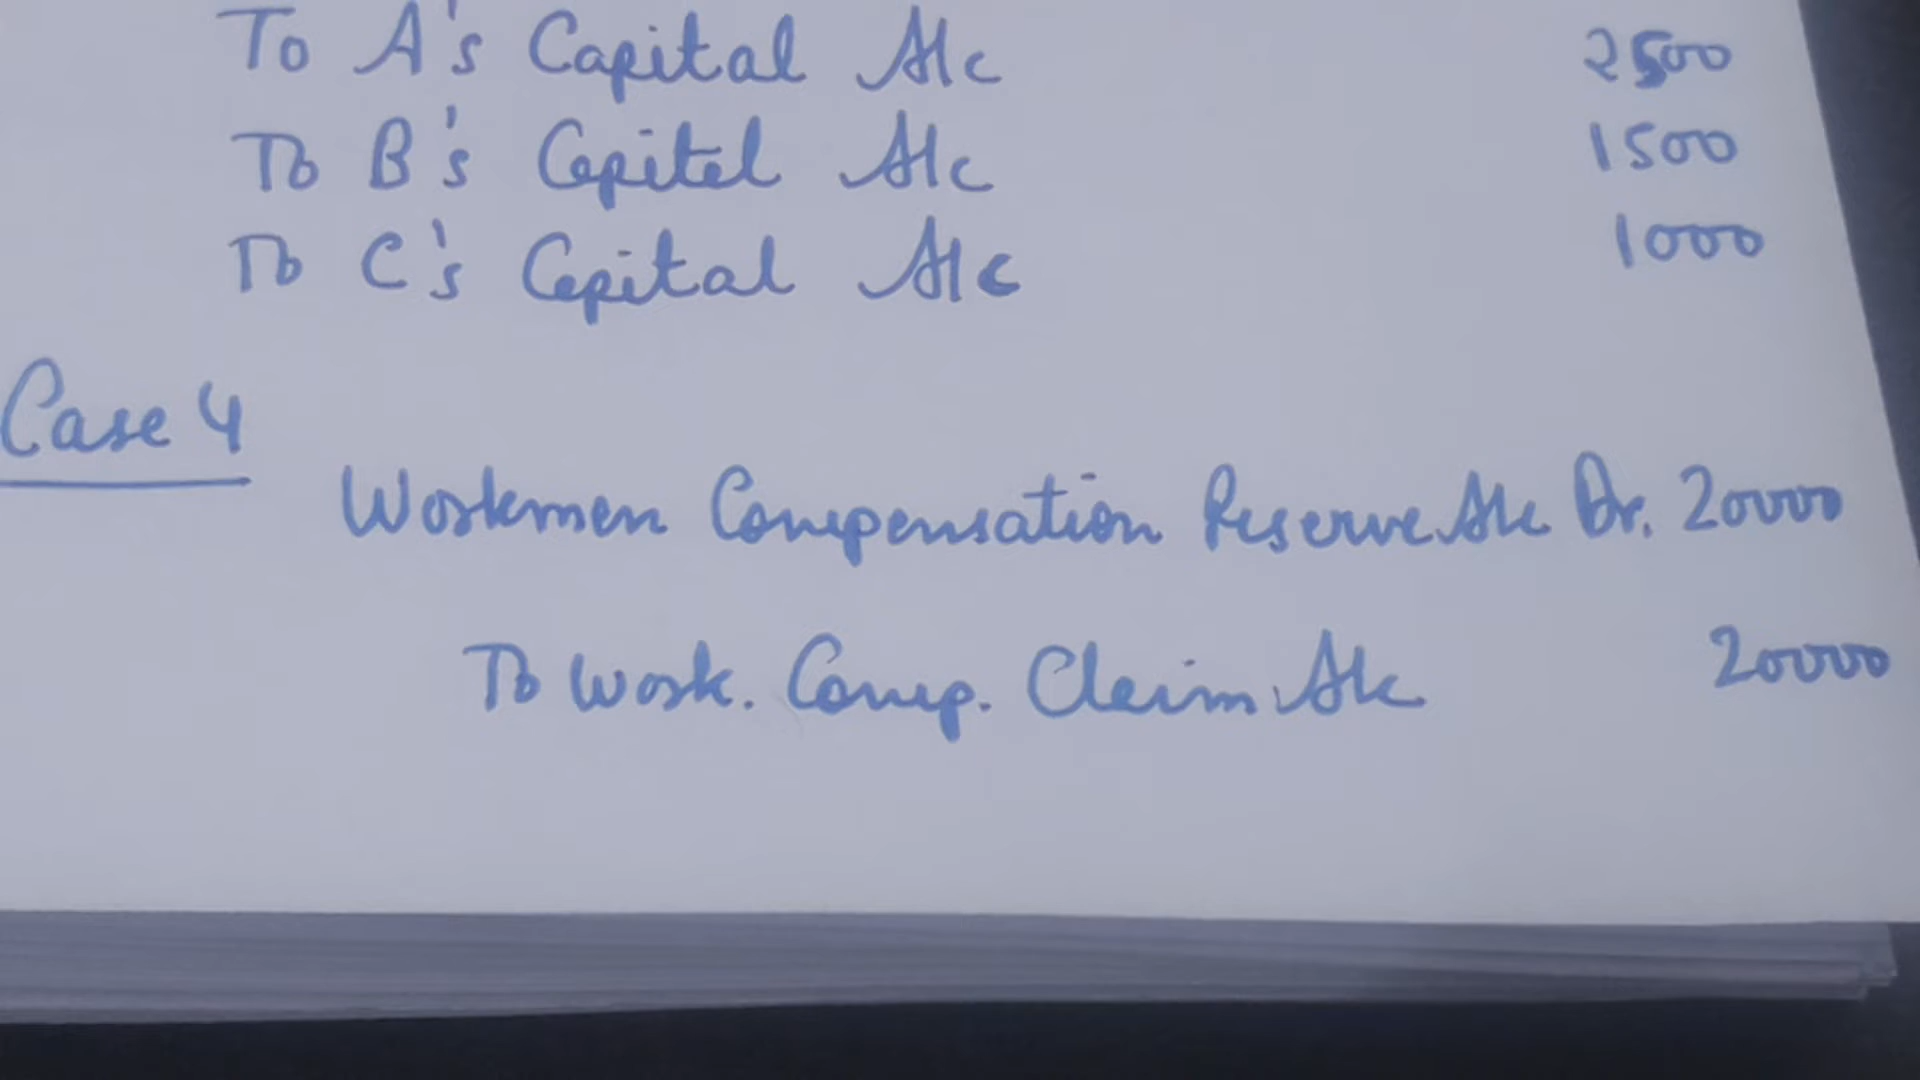 To A's Capital A/c 2500
To B's Capital A/c 1500
To C's Capital A/c 1000
Case 4
Workmen Compensation Reserve A/c Dr. 20000
To Work. Comp. Claim A/c 20000